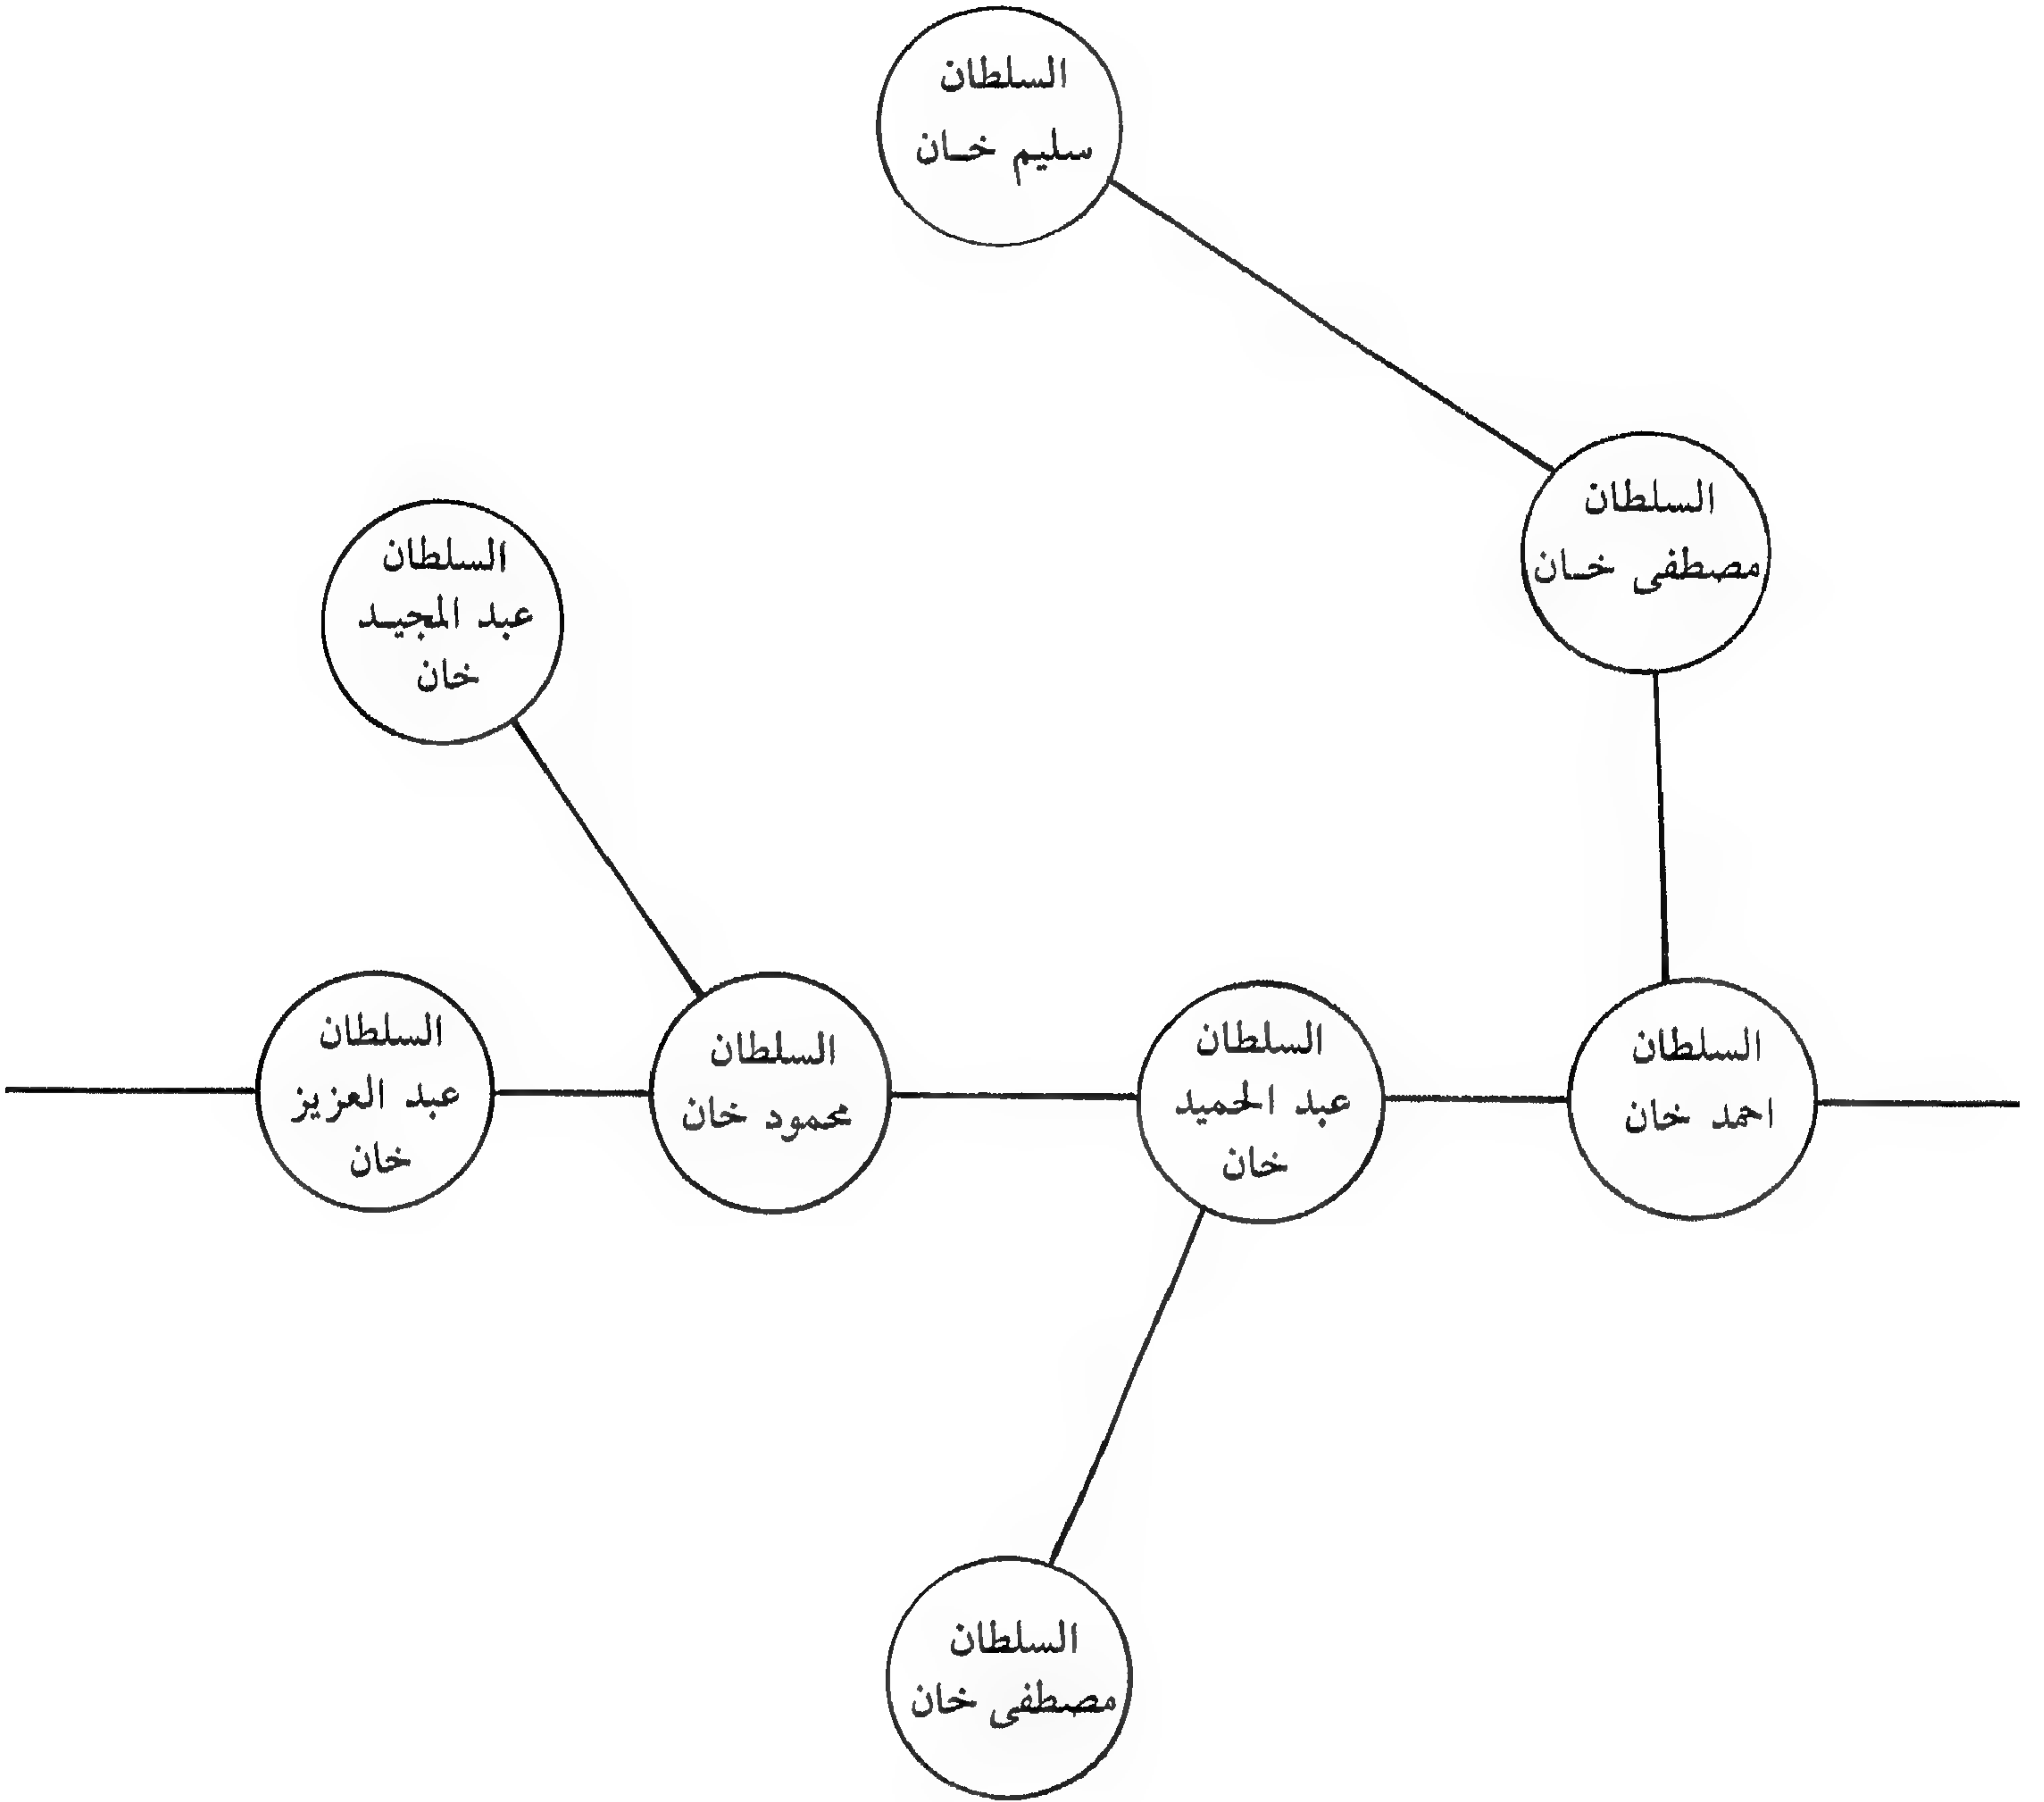 السلطان
سليم خان
السلطان
مصطفى خان
السلطان
عبد المجيد
خان
السلطان
احمد خان
السلطان
عبد الحميد
خان
السلطان
محمود خان
السلطان
عبد العزيز
خان
السلطان
مصطفى خان